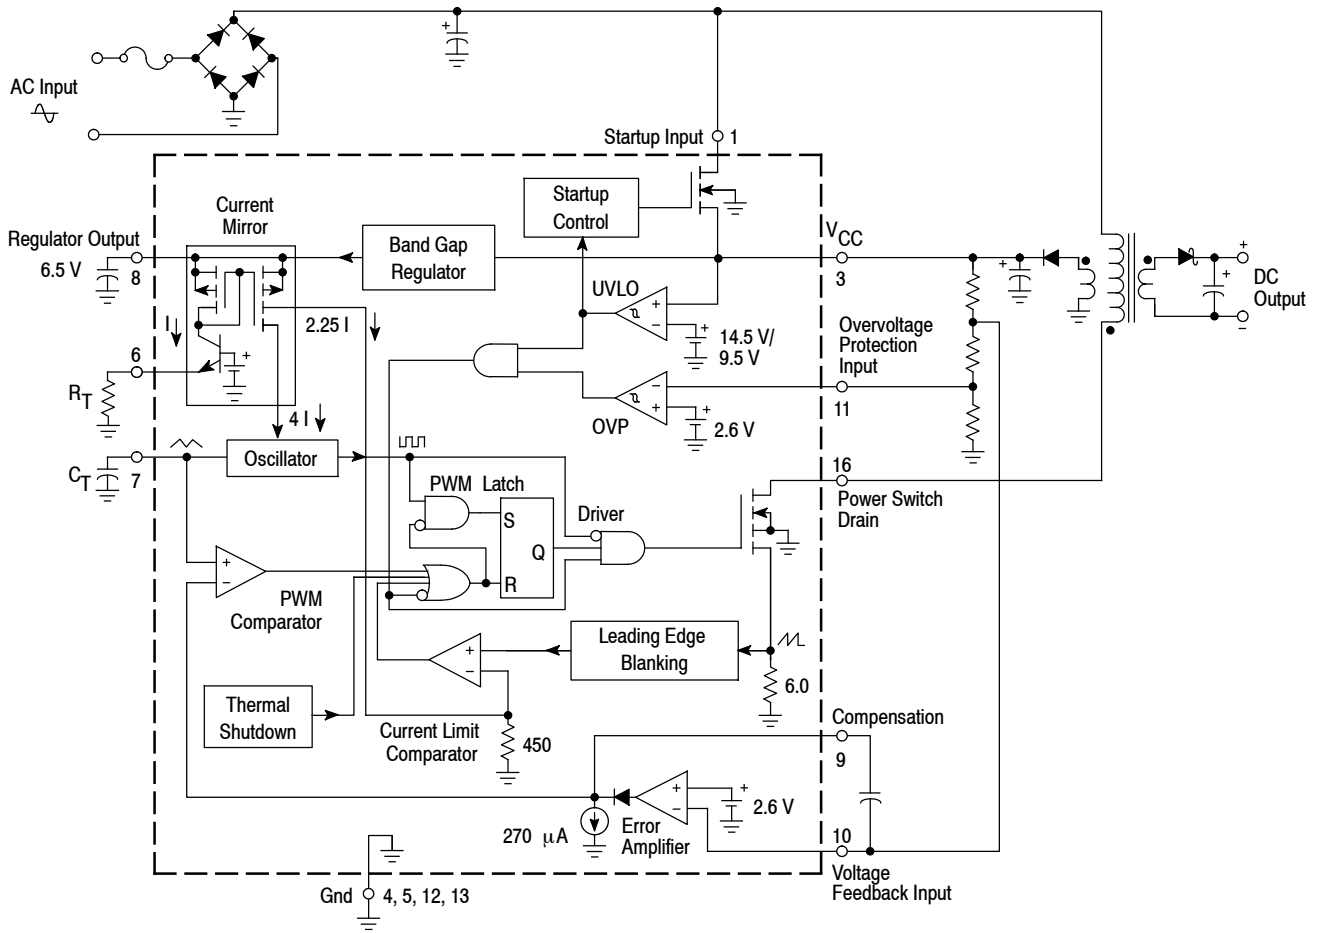 AC Input
+
Startup Input
1
Current
Mirror
Startup
Control
Regulator Output
6.5 V
8
Band Gap
Regulator
VCC
3
+
+
DC
Output
+
−
UVLO
+
−
+
14.5 V/
9.5 V
I
2.25 I
+
6
RT
Overvoltage
Protection
Input
11
−
+
+
2.6 V
OVP
4 I
Oscillator
CT
7
PWM Latch
S
Q
R
Driver
16
Power Switch
Drain
+
−
PWM
Comparator
Leading Edge
Blanking
+
−
6.0
Thermal
Shutdown
Current Limit
Comparator
450
Compensation
9
+
−
+
2.6 V
270 µA
Error
Amplifier
10
Voltage
Feedback Input
Gnd
4, 5, 12, 13